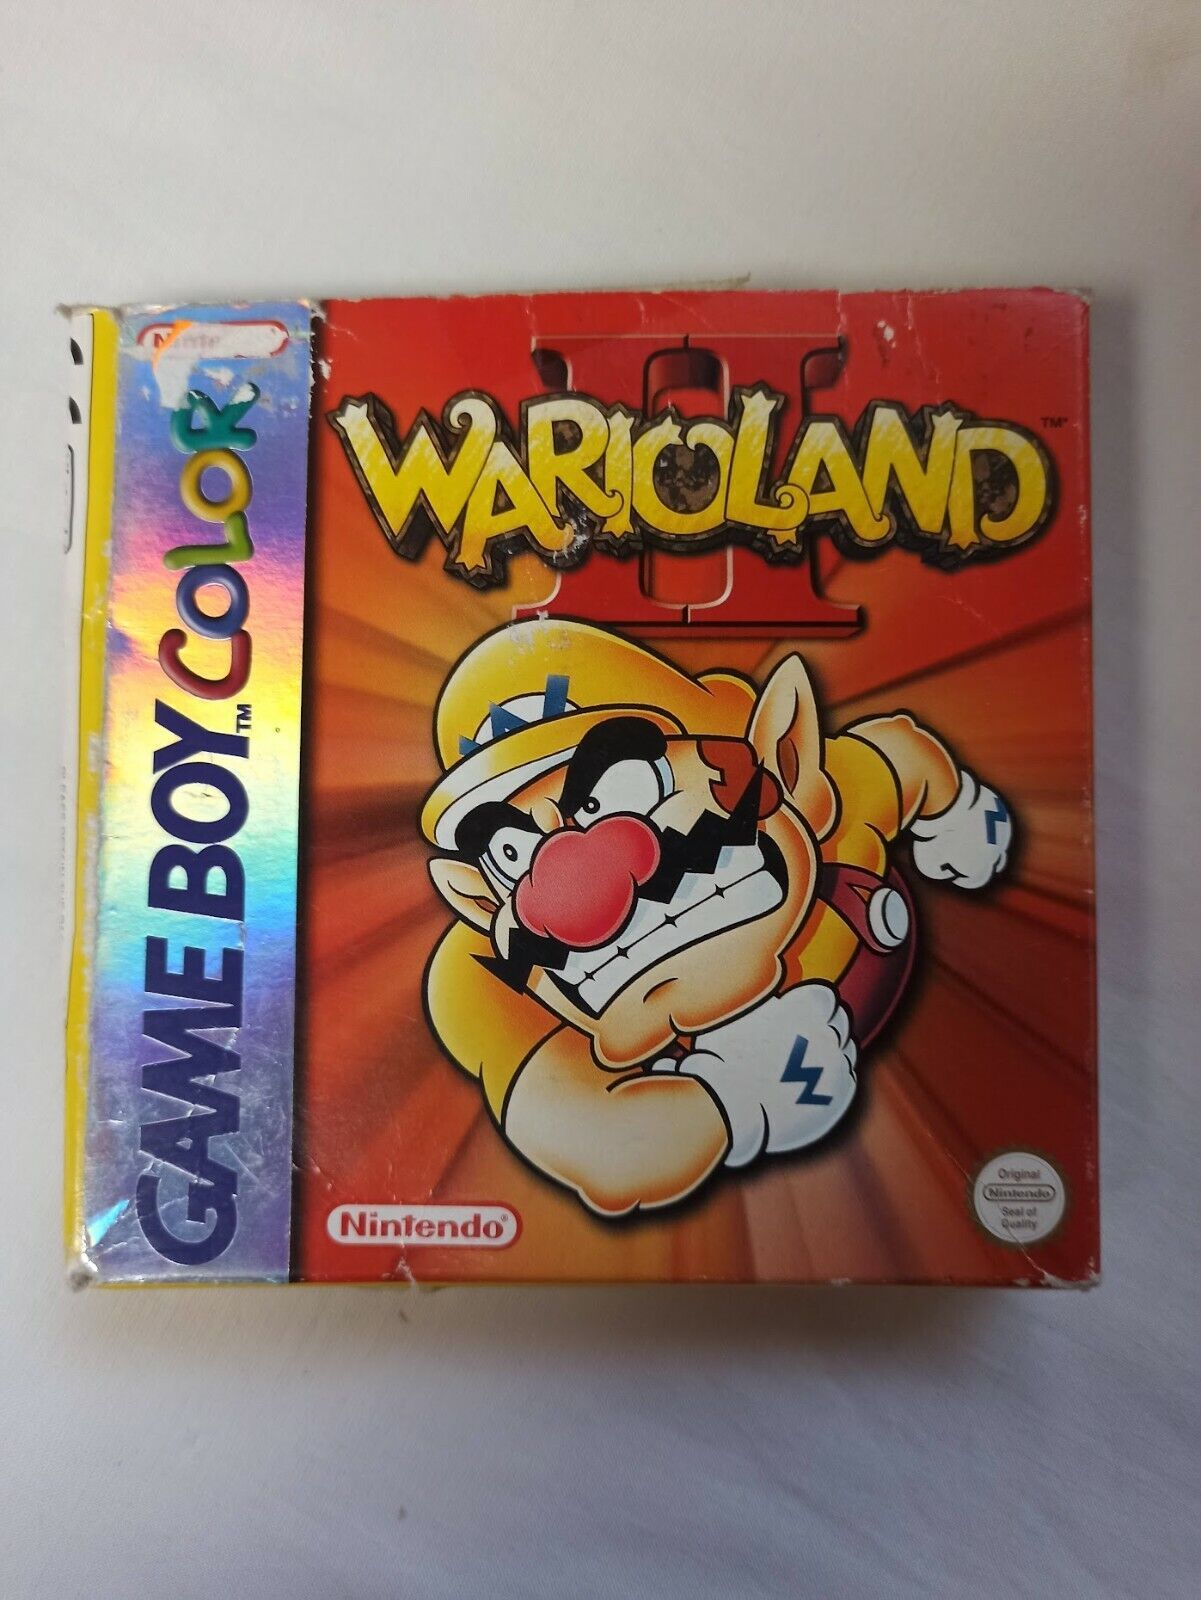 GAME BOY COLOR
TM
II
WARIOLAND
TM
W
Nintendo®
Original
Nintendo
Seal of
Quality